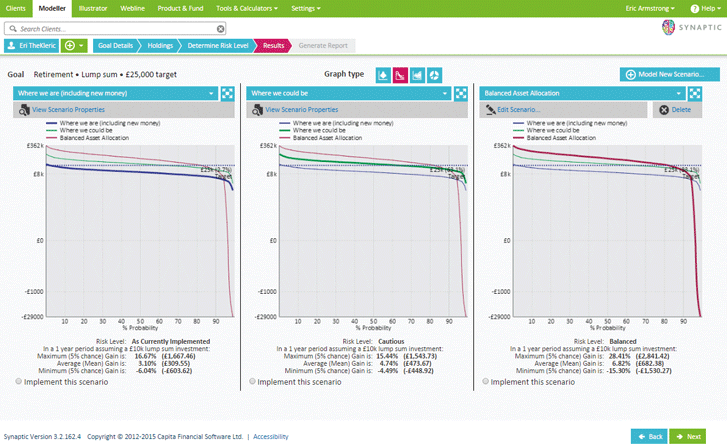 Clients Modeller Illustrator Webline Product & Fund Tools & Calculators Settings Eric Armstrong Help
Search Clients... SYNAPTIC
Eri TheKleric Goal Details Holdings Determine Risk Level Results Generate Report
Goal Retirement • Lump sum • £25,000 target Graph type Model New Scenario...
Where we are (including new money)
View Scenario Properties
Where we are (including new money)
Where we could be
Balanced Asset Allocation
£362k
£8k
Target
£0
-£1000
-£29000
10 20 30 40 50 60 70 80 90
% Probability
Risk Level: As Currently Implemented
In a 1 year period assuming a £10k lump sum investment:
Maximum (5% chance) Gain is: 16.67% (£1,667.46)
Average (Mean) Gain is: 3.10% (£309.55)
Minimum (5% chance) Gain is: -6.04% (-£603.62)
Implement this scenario
Where we could be
View Scenario Properties
Where we are (including new money)
Where we could be
Balanced Asset Allocation
£362k
£8k
Target
£0
-£1000
-£29000
10 20 30 40 50 60 70 80 90
% Probability
Risk Level: Cautious
In a 1 year period assuming a £10k lump sum investment:
Maximum (5% chance) Gain is: 15.44% (£1,543.73)
Average (Mean) Gain is: 4.74% (£473.67)
Minimum (5% chance) Gain is: -4.49% (-£448.92)
Implement this scenario
Balanced Asset Allocation
Edit Scenario... Delete
Where we are (including new money)
Where we could be
Balanced Asset Allocation
£362k
£8k
Target
£0
-£1000
-£29000
10 20 30 40 50 60 70 80 90
% Probability
Risk Level: Balanced
In a 1 year period assuming a £10k lump sum investment:
Maximum (5% chance) Gain is: 28.41% (£2,841.42)
Average (Mean) Gain is: 6.82% (£682.38)
Minimum (5% chance) Gain is: -15.30% (-£1,530.27)
Implement this scenario
Synaptic Version 3.2.162.4 Copyright © 2012-2015 Capita Financial Software Ltd. | Accessibility Back Next